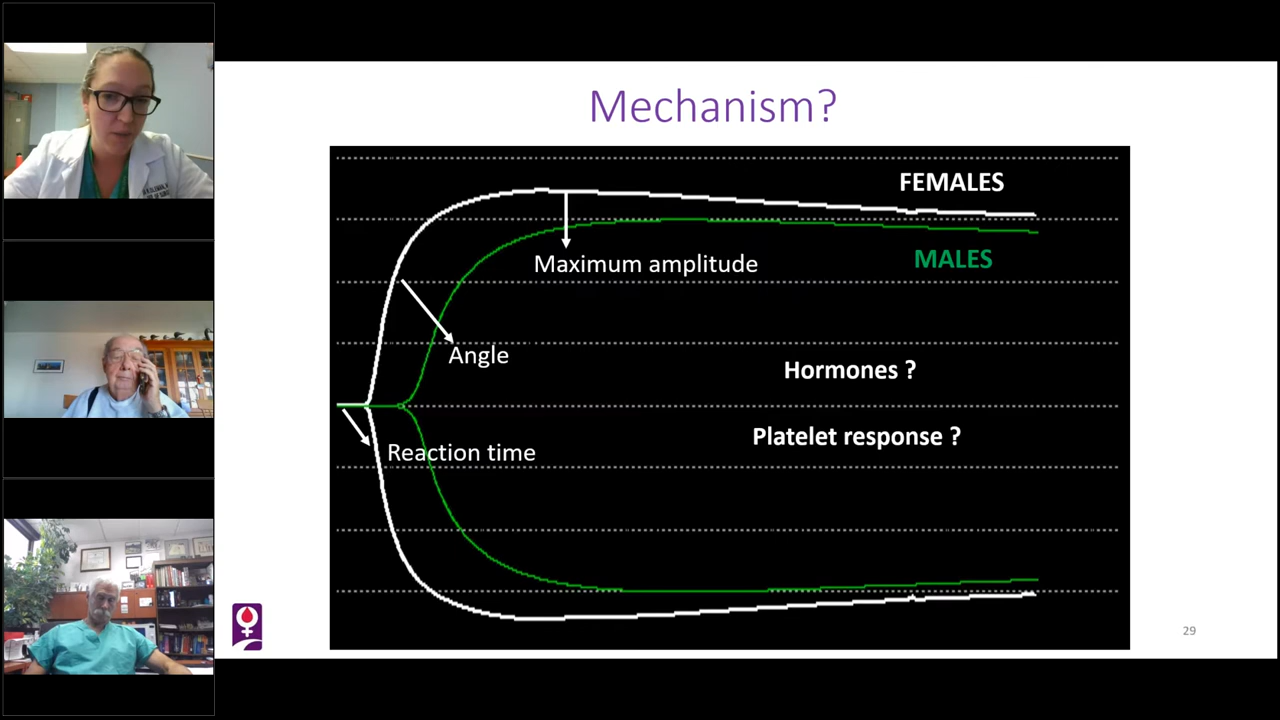 Mechanism?
FEMALES
MALES
Maximum amplitude
Angle
Hormones ?
Platelet response ?
Reaction time
29